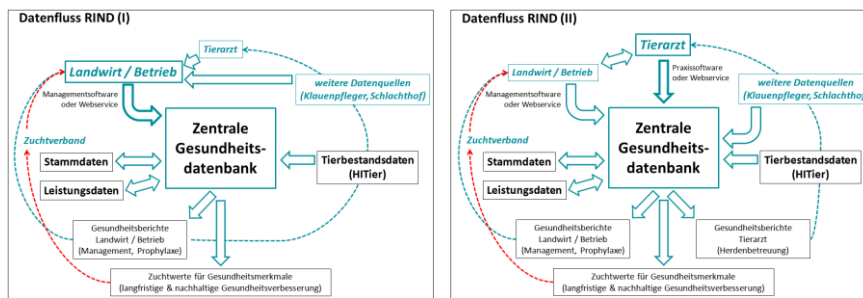 Datenfluss RIND (I)
Tierarzt
Landwirt / Betrieb
Managementsoftware
oder Webservice
weitere Datenquellen
(Klauenpfleger, Schlachthof)
Zuchtverband
Zentrale
Gesundheits-
datenbank
Stammdaten
Leistungsdaten
Tierbestandsdaten
(HITier)
Gesundheitsberichte
Landwirt / Betrieb
(Management, Prophylaxe)
Zuchtwerte für Gesundheitsmerkmale
(langfristige & nachhaltige Gesundheitsverbesserung)
Datenfluss RIND (II)
Tierarzt
Landwirt / Betrieb
Praxissoftware
oder Webservice
Managementsoftware
oder Webservice
weitere Datenquellen
(Klauenpfleger, Schlachthof)
Zuchtverband
Zentrale
Gesundheits-
datenbank
Stammdaten
Leistungsdaten
Tierbestandsdaten
(HITier)
Gesundheitsberichte
Landwirt / Betrieb
(Management, Prophylaxe)
Gesundheitsberichte
Tierarzt
(Herdenbetreuung)
Zuchtwerte für Gesundheitsmerkmale
(langfristige & nachhaltige Gesundheitsverbesserung)